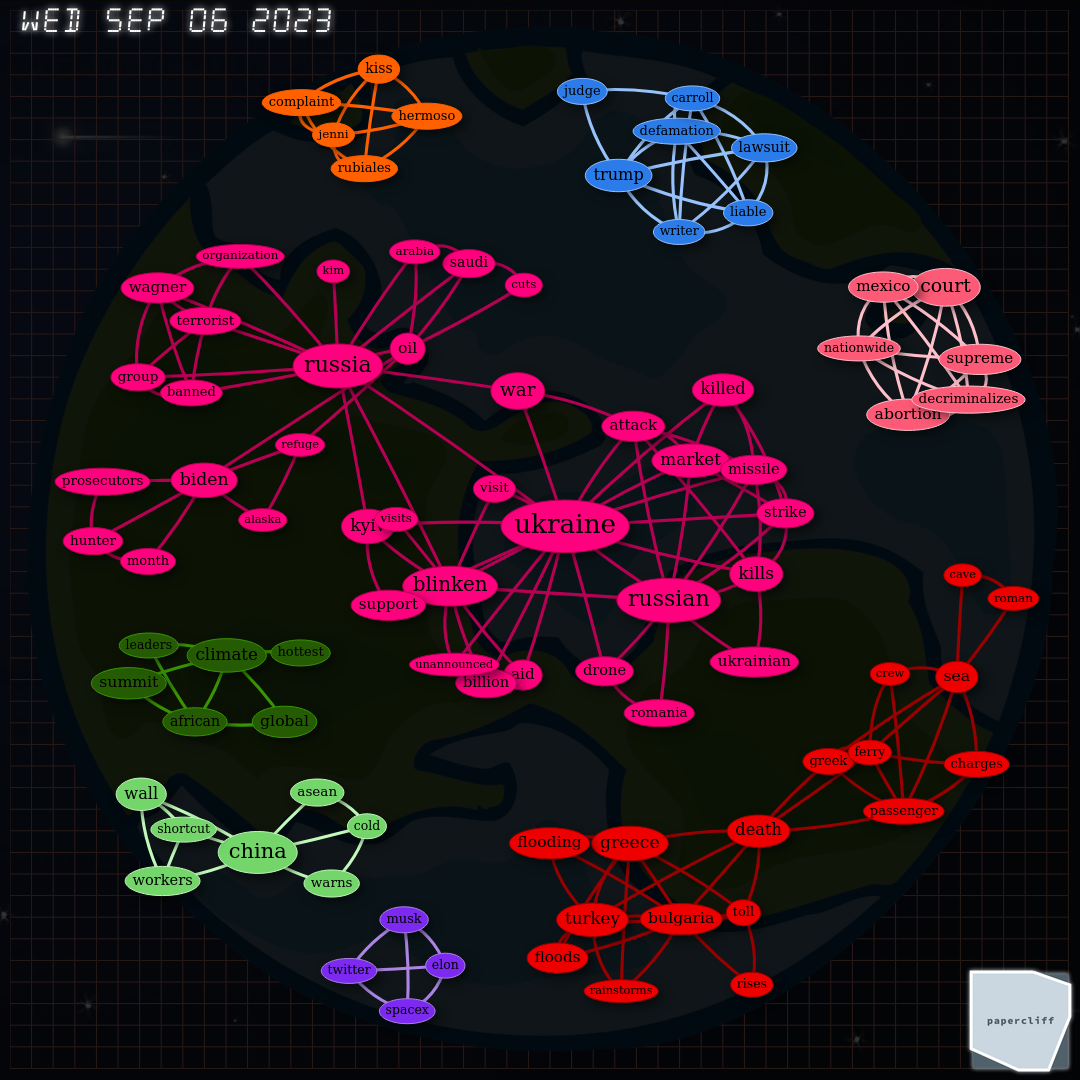 WED SEP 06 2023
kiss
complaint
hermoso
jenni
rubiales
judge
carroll
defamation
lawsuit
trump
liable
writer
organization
kim
arabia
saudi
cuts
wagner
terrorist
oil
russia
group
banned
mexico
court
nationwide
supreme
decriminalizes
abortion
war
killed
attack
market
missile
refuge
prosecutors
biden
visit
strike
alaska
kyiv
visits
ukraine
hunter
month
blinken
kills
support
russian
cave
roman
leaders
climate
hottest
summit
african
global
unannounced
billion
aid
drone
ukrainian
romania
crew
sea
ferry
greek
charges
passenger
wall
asean
shortcut
cold
china
workers
warns
death
flooding
greece
turkey
bulgaria
toll
floods
rainstorms
rises
musk
twitter
elon
spacex
papercliff